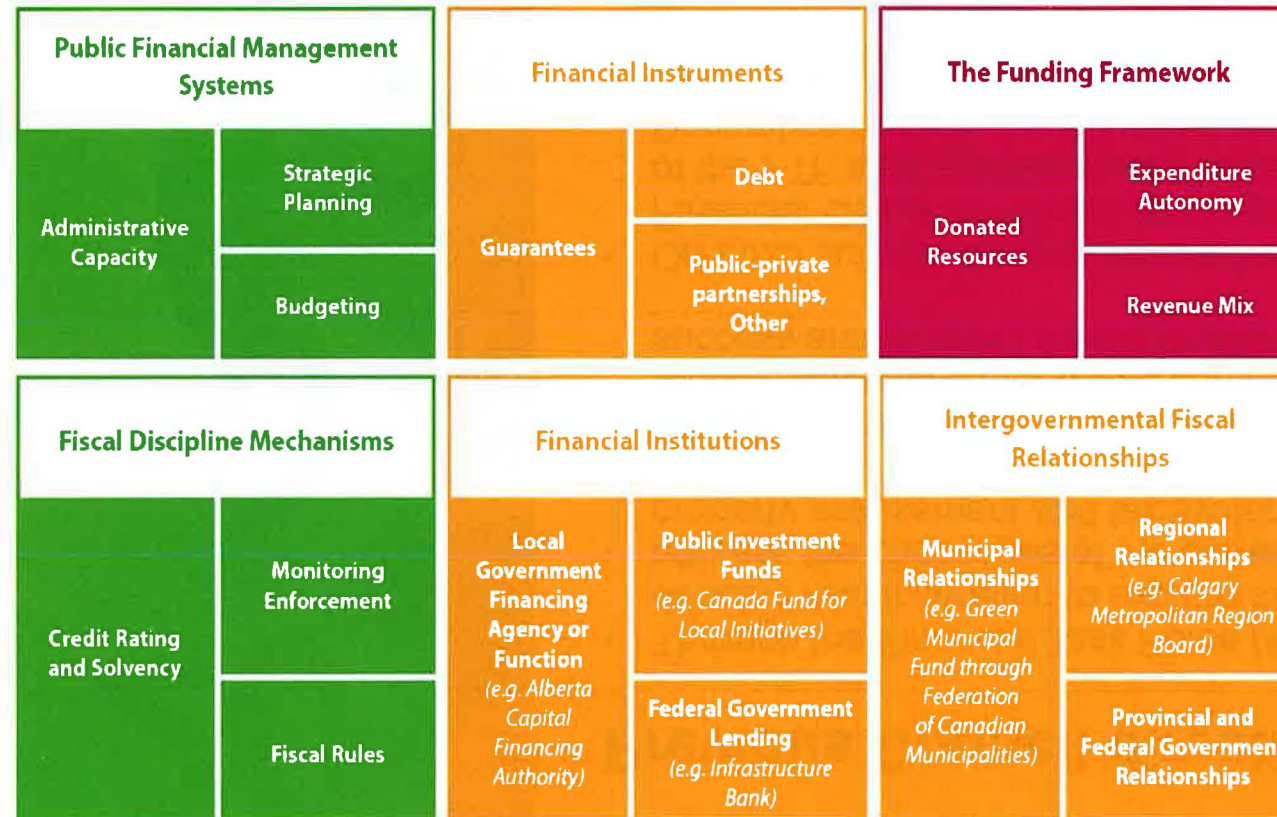 Public Financial Management
Systems
Administrative
Capacity
Strategic
Planning
Budgeting
Financial Instruments
Guarantees
Debt
Public-private
partnerships,
Other
The Funding Framework
Donated
Resources
Expenditure
Autonomy
Revenue Mix
Fiscal Discipline Mechanisms
Credit Rating
and Solvency
Monitoring
Enforcement
Fiscal Rules
Financial Institutions
Local
Government
Financing
Agency or
Function
(e.g. Alberta
Capital
Financing
Authority)
Public Investment
Funds
(e.g. Canada Fund for
Local Initiatives)
Federal Government
Lending
(e.g. Infrastructure
Bank)
Intergovernmental Fiscal
Relationships
Municipal
Relationships
(e.g. Green
Municipal
Fund through
Federation
of Canadian
Municipalities)
Regional
Relationships
(e.g. Calgary
Metropolitan Region
Board)
Provincial and
Federal Government
Relationships